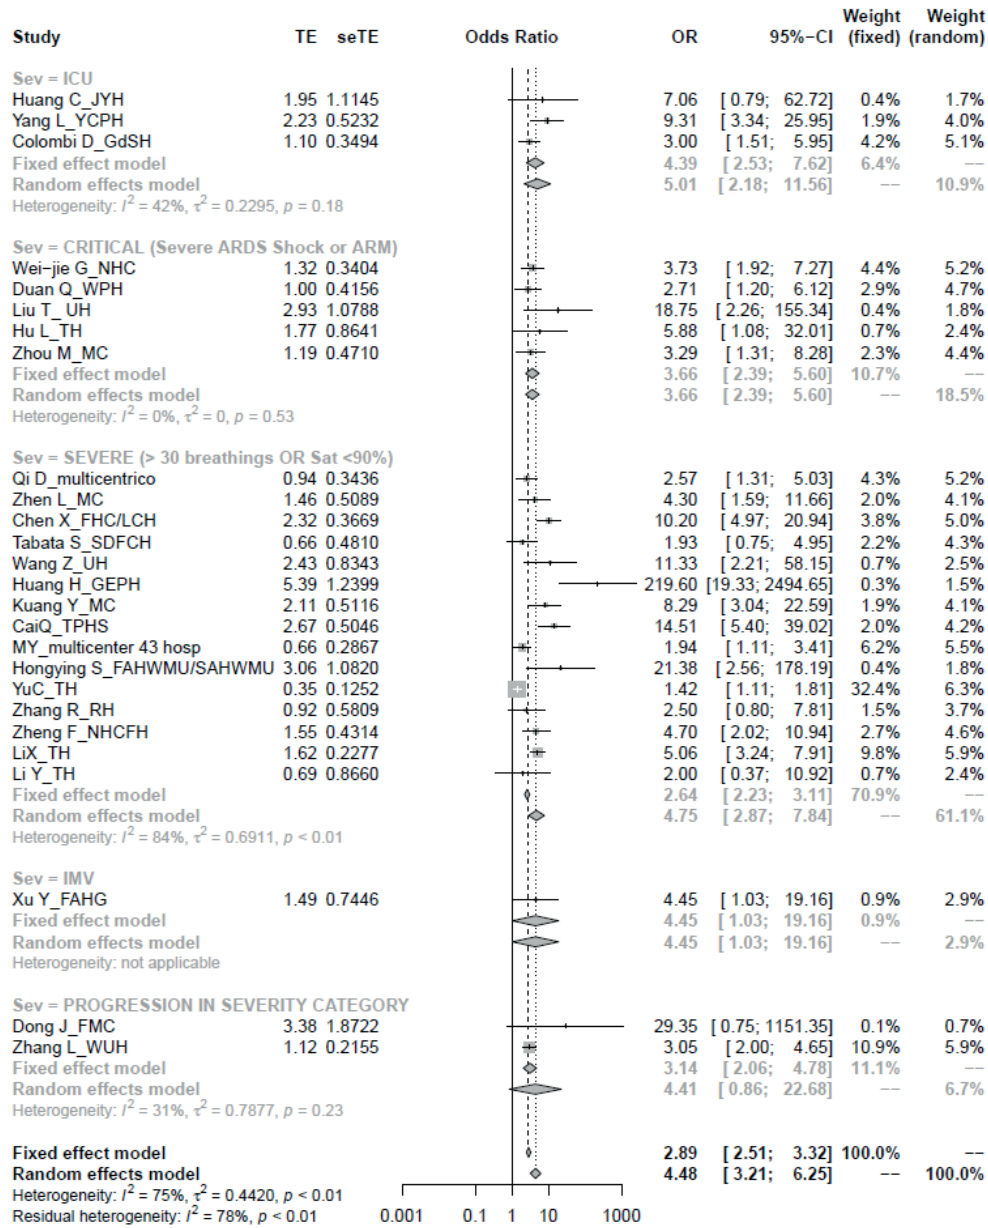 Weight Weight
Study TE seTE Odds Ratio OR 95%−CI (fixed) (random)
Sev = ICU
Huang C_JYH 1.95 1.1145 7.06 [ 0.79; 62.72] 0.4% 1.7%
Yang L_YCPH 2.23 0.5232 9.31 [ 3.34; 25.95] 1.9% 4.0%
Colombi D_GdSH 1.10 0.3494 3.00 [ 1.51; 5.95] 4.2% 5.1%
Fixed effect model 4.39 [ 2.53; 7.62] 6.4% −−
Random effects model 5.01 [ 2.18; 11.56] −− 10.9%
Heterogeneity: I² = 42%, τ² = 0.2295, p = 0.18
Sev = CRITICAL (Severe ARDS Shock or ARM)
Wei−jie G_NHC 1.32 0.3404 3.73 [ 1.92; 7.27] 4.4% 5.2%
Duan Q_WPH 1.00 0.4156 2.71 [ 1.20; 6.12] 2.9% 4.7%
Liu T_ UH 2.93 1.0788 18.75 [ 2.26; 155.34] 0.4% 1.8%
Hu L_TH 1.77 0.8641 5.88 [ 1.08; 32.01] 0.7% 2.4%
Zhou M_MC 1.19 0.4710 3.29 [ 1.31; 8.28] 2.3% 4.4%
Fixed effect model 3.66 [ 2.39; 5.60] 10.7% −−
Random effects model 3.66 [ 2.39; 5.60] −− 18.5%
Heterogeneity: I² = 0%, τ² = 0, p = 0.53
Sev = SEVERE (> 30 breathings OR Sat <90%)
Qi D_multicentrico 0.94 0.3436 2.57 [ 1.31; 5.03] 4.3% 5.2%
Zhen L_MC 1.46 0.5089 4.30 [ 1.59; 11.66] 2.0% 4.1%
Chen X_FHC/LCH 2.32 0.3669 10.20 [ 4.97; 20.94] 3.8% 5.0%
Tabata S_SDFCH 0.66 0.4810 1.93 [ 0.75; 4.95] 2.2% 4.3%
Wang Z_UH 2.43 0.8343 11.33 [ 2.21; 58.15] 0.7% 2.5%
Huang H_GEPH 5.39 1.2399 219.60 [19.33; 2494.65] 0.3% 1.5%
Kuang Y_MC 2.11 0.5116 8.29 [ 3.04; 22.59] 1.9% 4.1%
CaiQ_TPHS 2.67 0.5046 14.51 [ 5.40; 39.02] 2.0% 4.2%
MY_multicenter 43 hosp 0.66 0.2867 1.94 [ 1.11; 3.41] 6.2% 5.5%
Hongying S_FAHWMU/SAHWMU 3.06 1.0820 21.38 [ 2.56; 178.19] 0.4% 1.8%
YuC_TH 0.35 0.1252 1.42 [ 1.11; 1.81] 32.4% 6.3%
Zhang R_RH 0.92 0.5809 2.50 [ 0.80; 7.81] 1.5% 3.7%
Zheng F_NHCFH 1.55 0.4314 4.70 [ 2.02; 10.94] 2.7% 4.6%
LiX_TH 1.62 0.2277 5.06 [ 3.24; 7.91] 9.8% 5.9%
Li Y_TH 0.69 0.8660 2.00 [ 0.37; 10.92] 0.7% 2.4%
Fixed effect model 2.64 [ 2.23; 3.11] 70.9% −−
Random effects model 4.75 [ 2.87; 7.84] −− 61.1%
Heterogeneity: I² = 84%, τ² = 0.6911, p < 0.01
Sev = IMV
Xu Y_FAHG 1.49 0.7446 4.45 [ 1.03; 19.16] 0.9% 2.9%
Fixed effect model 4.45 [ 1.03; 19.16] 0.9% −−
Random effects model 4.45 [ 1.03; 19.16] −− 2.9%
Heterogeneity: not applicable
Sev = PROGRESSION IN SEVERITY CATEGORY
Dong J_FMC 3.38 1.8722 29.35 [ 0.75; 1151.35] 0.1% 0.7%
Zhang L_WUH 1.12 0.2155 3.05 [ 2.00; 4.65] 10.9% 5.9%
Fixed effect model 3.14 [ 2.06; 4.78] 11.1% −−
Random effects model 4.41 [ 0.86; 22.68] −− 6.7%
Heterogeneity: I² = 31%, τ² = 0.7877, p = 0.23
Fixed effect model 2.89 [ 2.51; 3.32] 100.0% −−
Random effects model 4.48 [ 3.21; 6.25] −− 100.0%
Heterogeneity: I² = 75%, τ² = 0.4420, p < 0.01
Residual heterogeneity: I² = 78%, p < 0.01 0.001 0.1 1 10 1000